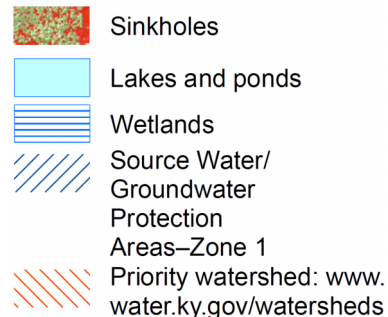 Sinkholes
Lakes and ponds
Wetlands
Source Water/
Groundwater
Protection
Areas–Zone 1
Priority watershed: www.
water.ky.gov/watersheds